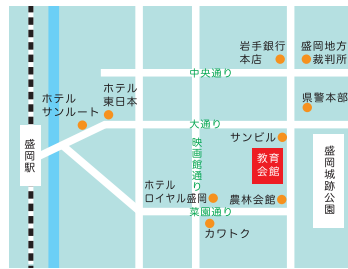 岩手銀行
本店
盛岡地方
裁判所
中央通り
ホテル
東日本
ホテル
サンルート
県警本部
大通り
サンビル
映画館通り
教育
会館
盛岡駅
盛岡城跡公園
ホテル
ロイヤル盛岡
農林会館
菜園通り
カワトク